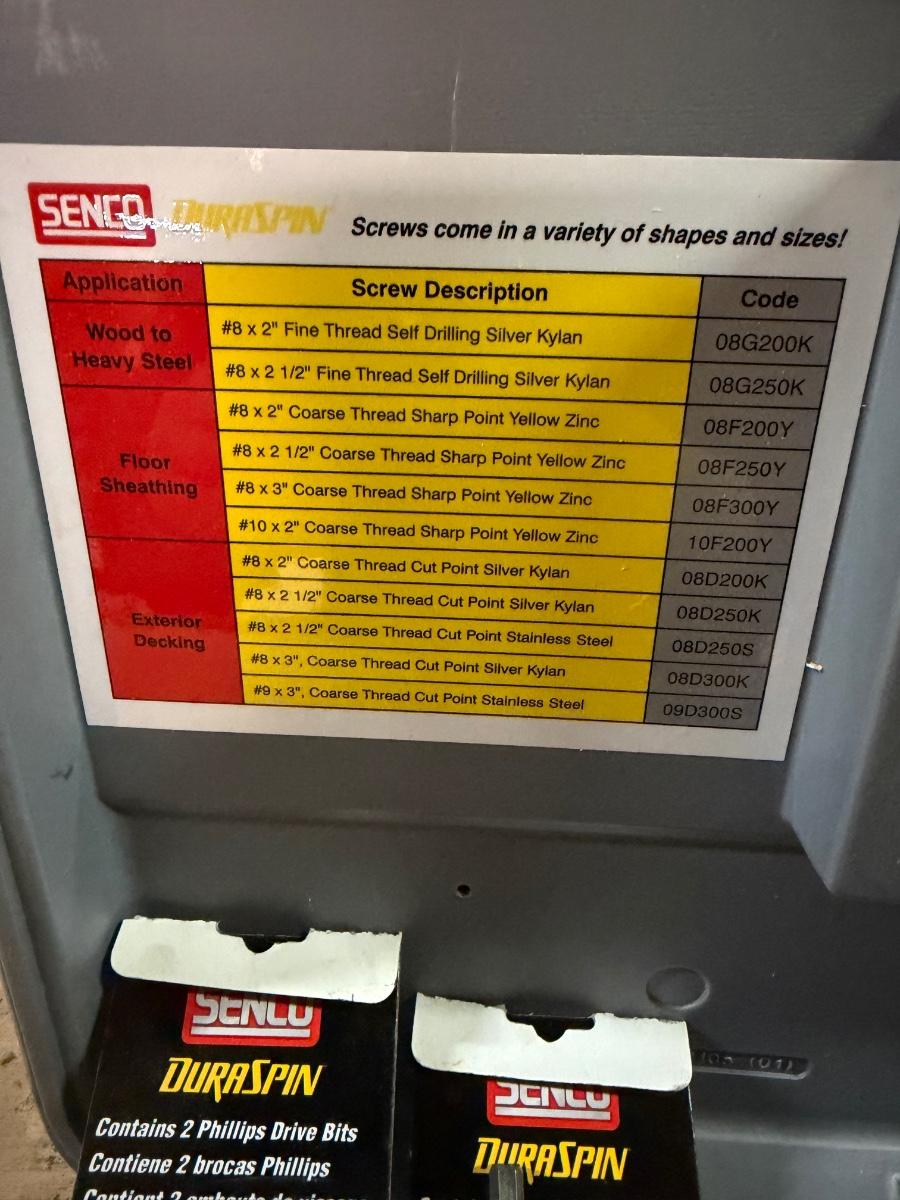 SENCO DURASPIN Screws come in a variety of shapes and sizes!
Application Screw Description Code
Wood to
Heavy Steel
#8 x 2" Fine Thread Self Drilling Silver Kylan 08G200K
#8 x 2 1/2" Fine Thread Self Drilling Silver Kylan 08G250K
Floor
Sheathing
#8 x 2" Coarse Thread Sharp Point Yellow Zinc 08F200Y
#8 x 2 1/2" Coarse Thread Sharp Point Yellow Zinc 08F250Y
#8 x 3" Coarse Thread Sharp Point Yellow Zinc 08F300Y
#10 x 2" Coarse Thread Sharp Point Yellow Zinc 10F200Y
Exterior
Decking
#8 x 2" Coarse Thread Cut Point Silver Kylan 08D200K
#8 x 2 1/2" Coarse Thread Cut Point Silver Kylan 08D250K
#8 x 2 1/2" Coarse Thread Cut Point Stainless Steel 08D250S
#8 x 3", Coarse Thread Cut Point Silver Kylan 08D300K
#9 x 3", Coarse Thread Cut Point Stainless Steel 09D300S
SENCO
DURASPIN
Contains 2 Phillips Drive Bits
Contiene 2 brocas Phillips
SENCO
DURASPIN
(01)